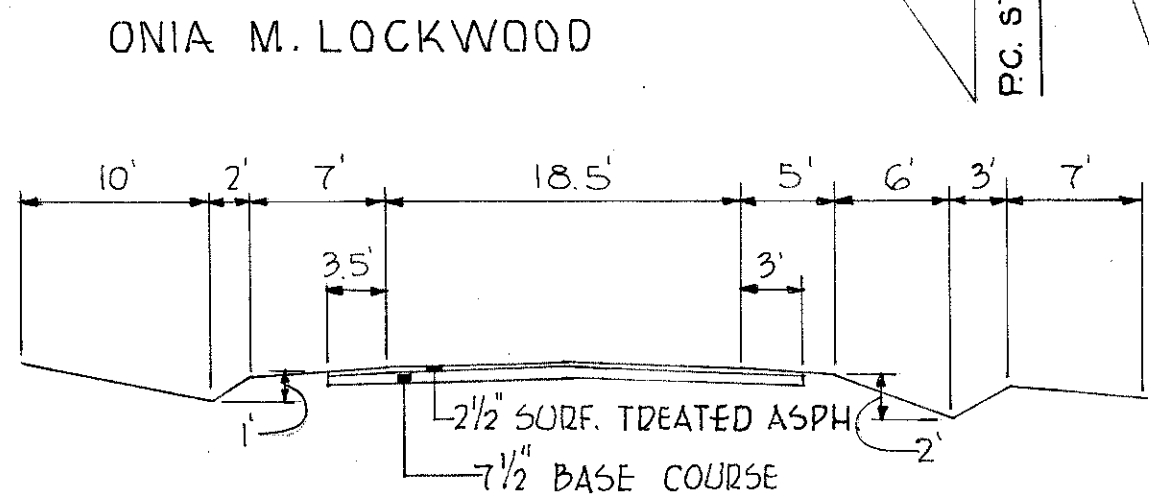 ONIA M. LOCKWOOD
P.C. ST
10' 2' 7' 18.5' 5' 6' 3' 7'
3.5' 3'
1' 2½" SURF. TREATED ASPH. 2'
7½" BASE COURSE